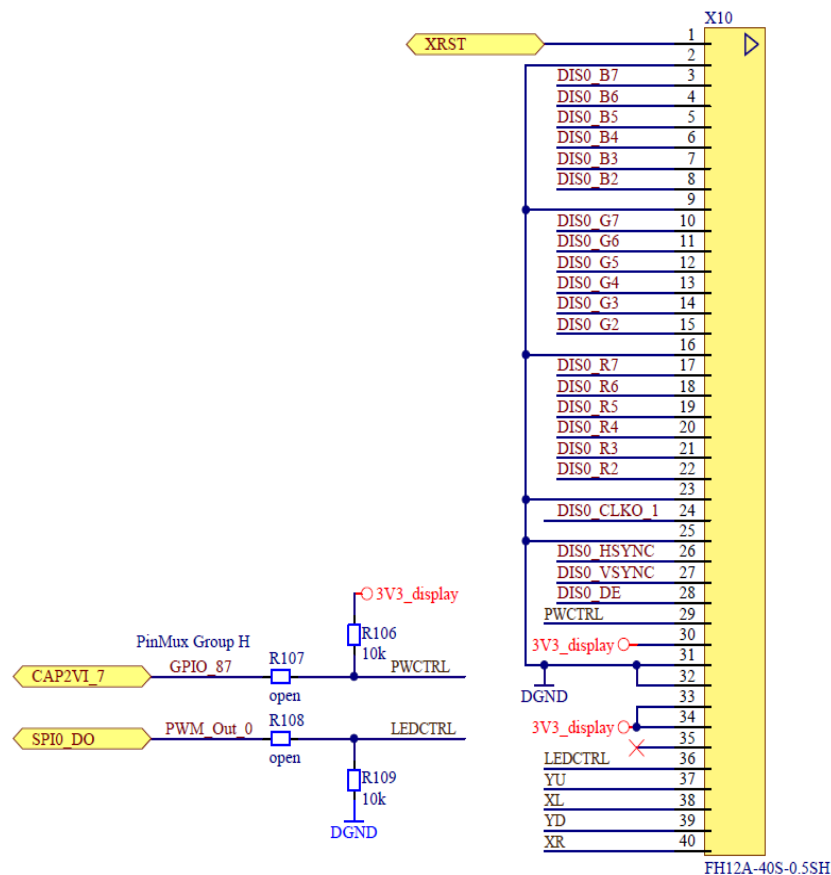 X10
XRST
1
2
DIS0_B7 3
DIS0_B6 4
DIS0_B5 5
DIS0_B4 6
DIS0_B3 7
DIS0_B2 8
9
DIS0_G7 10
DIS0_G6 11
DIS0_G5 12
DIS0_G4 13
DIS0_G3 14
DIS0_G2 15
16
DIS0_R7 17
DIS0_R6 18
DIS0_R5 19
DIS0_R4 20
DIS0_R3 21
DIS0_R2 22
23
DIS0_CLKO_1 24
25
DIS0_HSYNC 26
DIS0_VSYNC 27
DIS0_DE 28
PWCTRL 29
3V3_display 30
31
32
DGND
33
3V3_display 34
35
LEDCTRL 36
YU 37
XL 38
YD 39
XR 40
FH12A-40S-0.5SH
3V3_display
R106
10k
PinMux Group H
CAP2VI_7 GPIO_87 R107 PWCTRL
open
SPI0_DO PWM_Out_0 R108 LEDCTRL
open
R109
10k
DGND